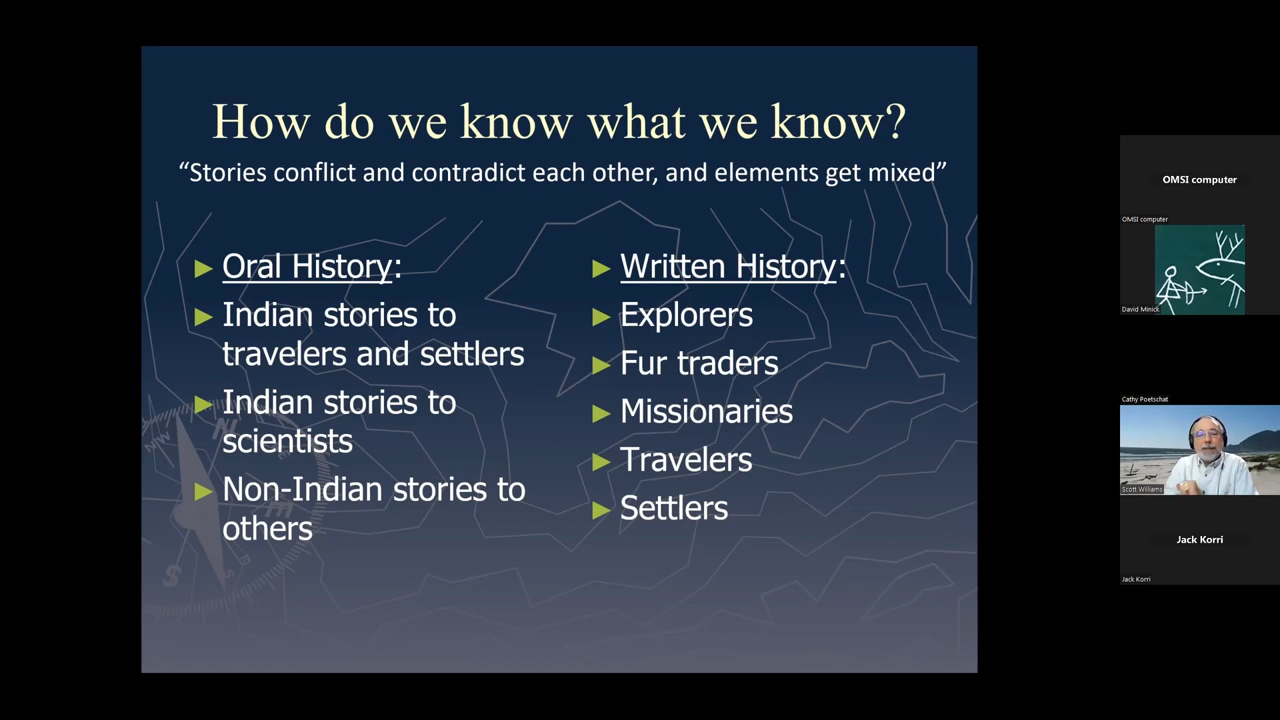 How do we know what we know?
“Stories conflict and contradict each other, and elements get mixed”
Oral History:
Indian stories to
travelers and settlers
Indian stories to
scientists
Non-Indian stories to
others
Written History:
Explorers
Fur traders
Missionaries
Travelers
Settlers
N
NW
E
S
OMSI computer
OMSI computer
David Minick
Cathy Poetschat
Scott Williams
Jack Korri
Jack Korri